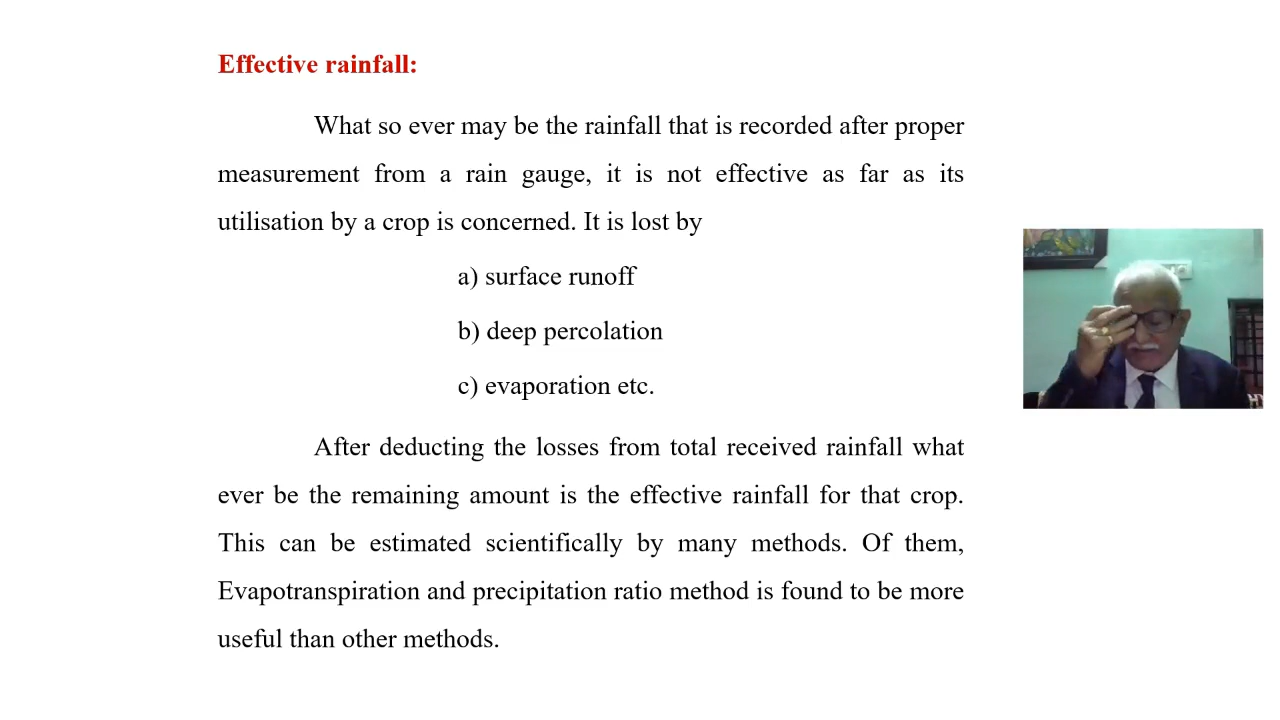 Effective rainfall:
What so ever may be the rainfall that is recorded after proper
measurement from a rain gauge, it is not effective as far as its
utilisation by a crop is concerned. It is lost by
a) surface runoff
b) deep percolation
c) evaporation etc.
After deducting the losses from total received rainfall what
ever be the remaining amount is the effective rainfall for that crop.
This can be estimated scientifically by many methods. Of them,
Evapotranspiration and precipitation ratio method is found to be more
useful than other methods.